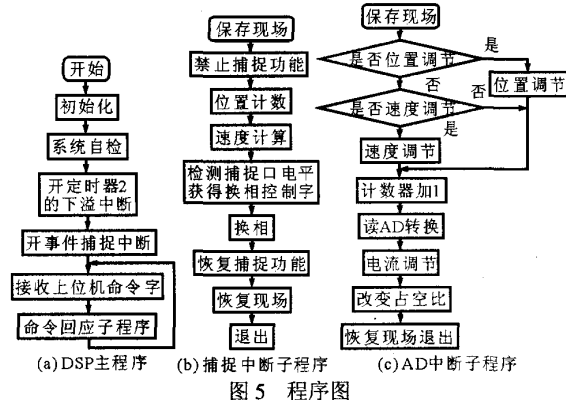 开始
初始化
系统自检
开定时器2
的下溢中断
开事件捕捉中断
接收上位机命令字
命令回应子程序
(a)DSP主程序
保存现场
禁止捕捉功能
位置计数
速度计算
检测捕捉口电平
获得换相控制字
换相
恢复捕捉功能
恢复现场
退出
(b)捕捉中断子程序
保存现场
是否位置调节
是
否
位置调节
是否速度调节
否
是
速度调节
计数器加1
读AD转换
电流调节
改变占空比
恢复现场退出
(c)AD中断子程序
图5 程序图